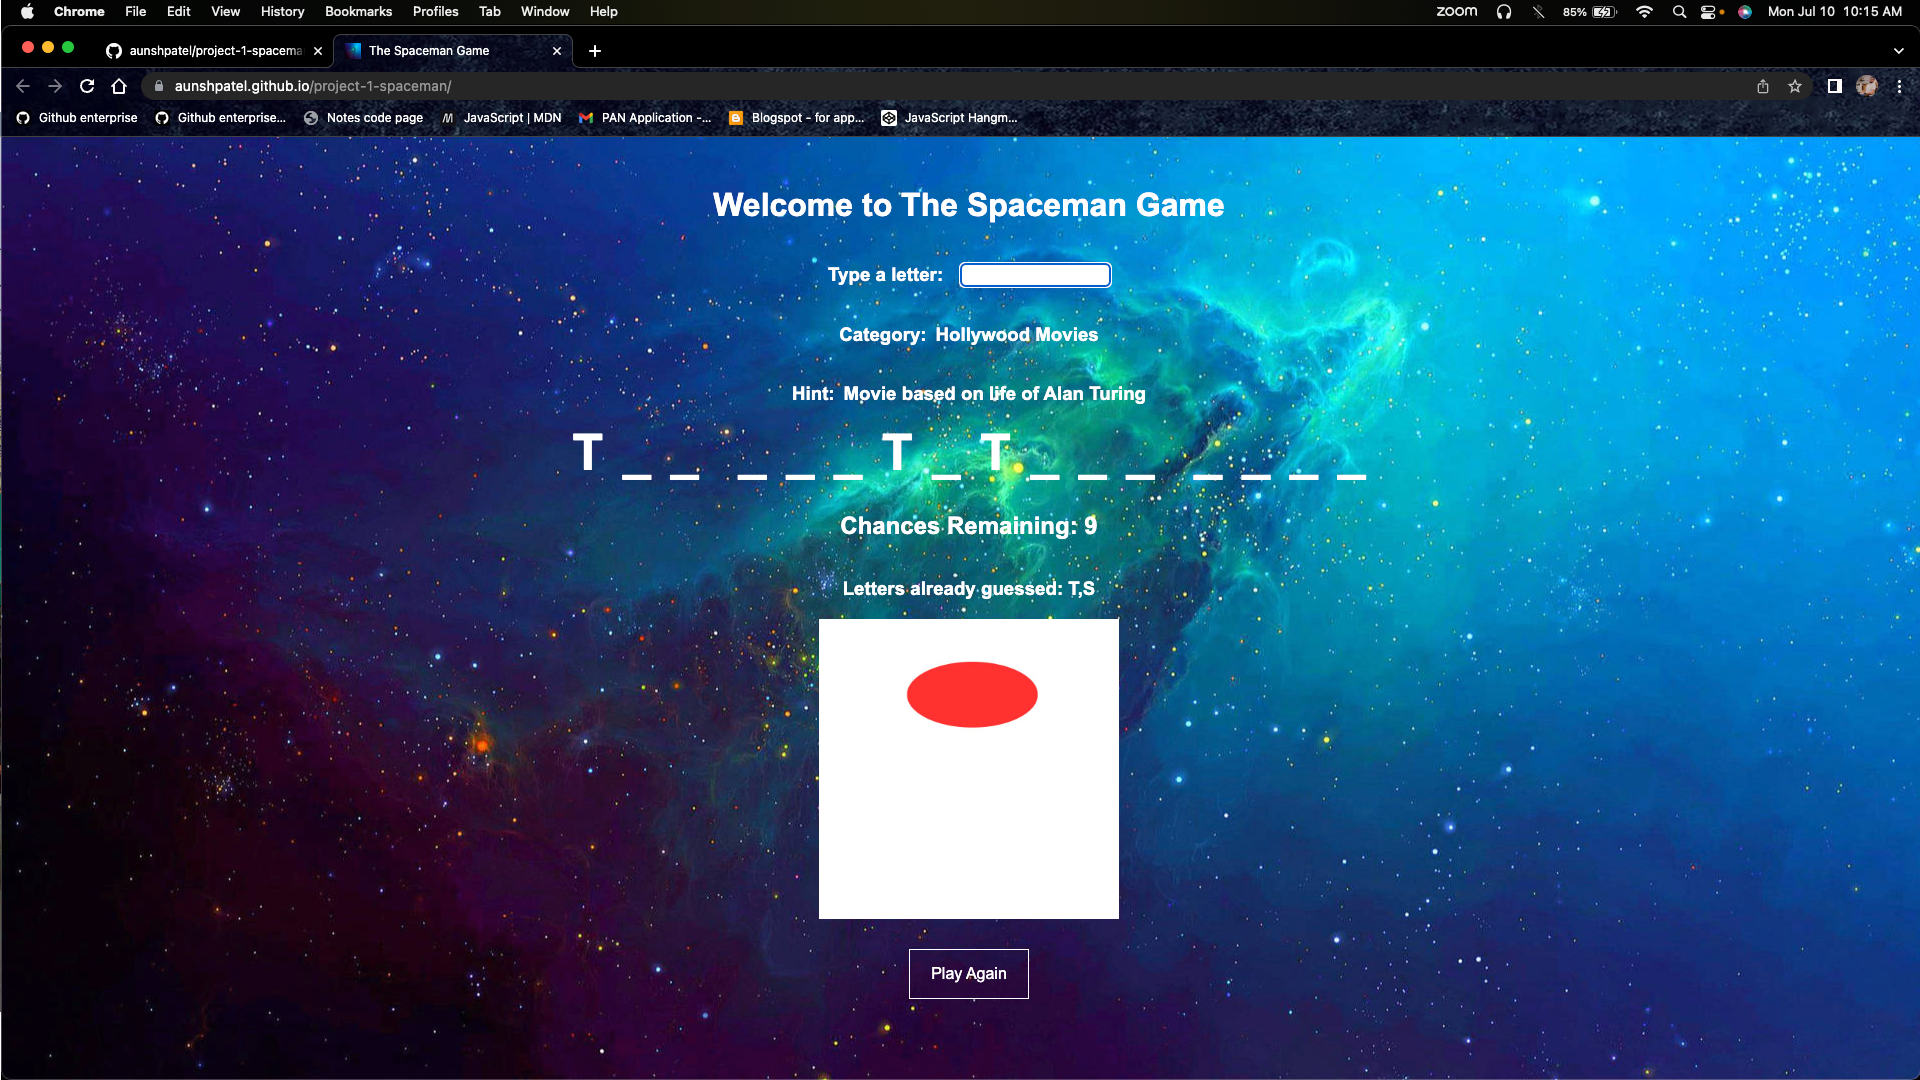 Chrome File Edit View History Bookmarks Profiles Tab Window Help zoom 85% Mon Jul 10 10:15 AM
aunshpatel/project-1-spacema The Spaceman Game
aunshpatel.github.io/project-1-spaceman/
Github enterprise Github enterprise... Notes code page JavaScript | MDN PAN Application -... Blogspot - for app... JavaScript Hangm...
Welcome to The Spaceman Game
Type a letter:
Category: Hollywood Movies
Hint: Movie based on life of Alan Turing
T _ _ _ _ _ T _ T _ _ _ _ _ _ _
Chances Remaining: 9
Letters already guessed: T,S
Play Again